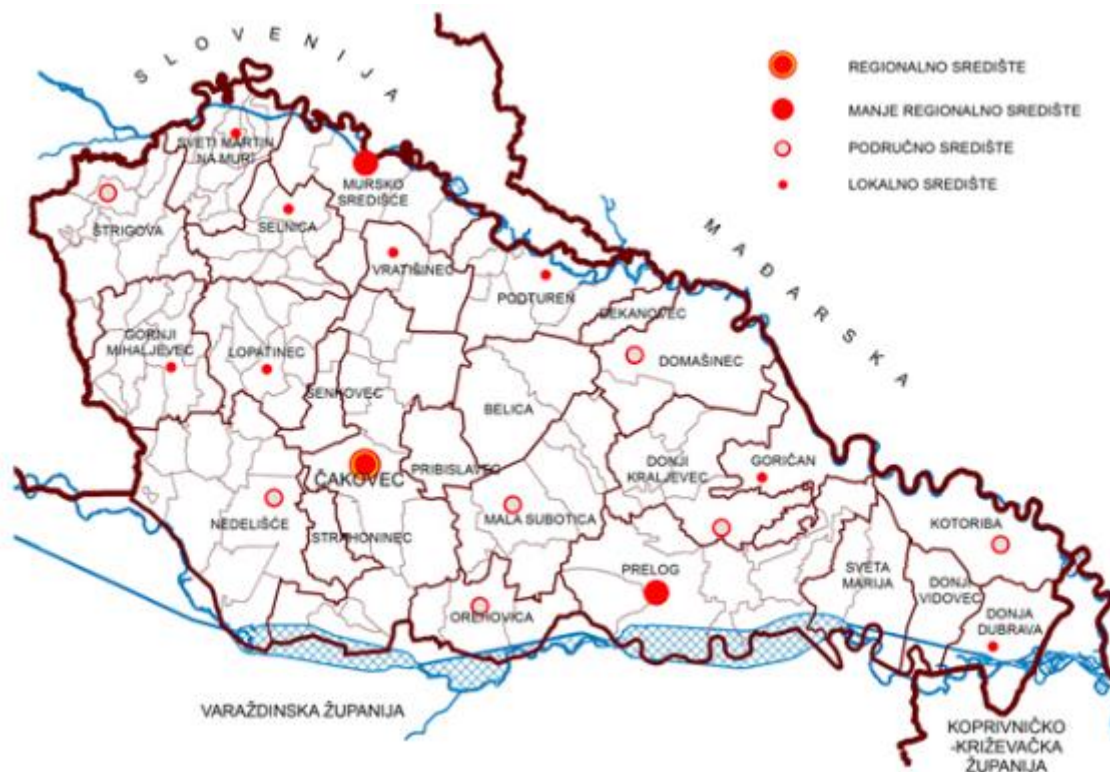 SLOVENIJA
REGIONALNO SREDIŠTE
MANJE REGIONALNO SREDIŠTE
PODRUČNO SREDIŠTE
LOKALNO SREDIŠTE
MAĐARSKA
SVETI MARTIN
NA MURI
MURSKO
SREDIŠĆE
ŠTRIGOVA
SELNICA
VRATIŠINEC
PODTUREN
DEKANOVEC
GORNJI
MIHALJEVEC
LOPATINEC
DOMAŠINEC
ŠENKOVEC
BELICA
ČAKOVEC
PRIBISLAVEC
DONJI
KRALJEVEC
GORIČAN
NEDELIŠĆE
MALA SUBOTICA
STRAHONINEC
KOTORIBA
PRELOG
SVETA
MARIJA
DONJI
VIDOVEC
OREHOVICA
DONJA
DUBRAVA
VARAŽDINSKA ŽUPANIJA
KOPRIVNIČKO
-KRIŽEVAČKA
ŽUPANIJA